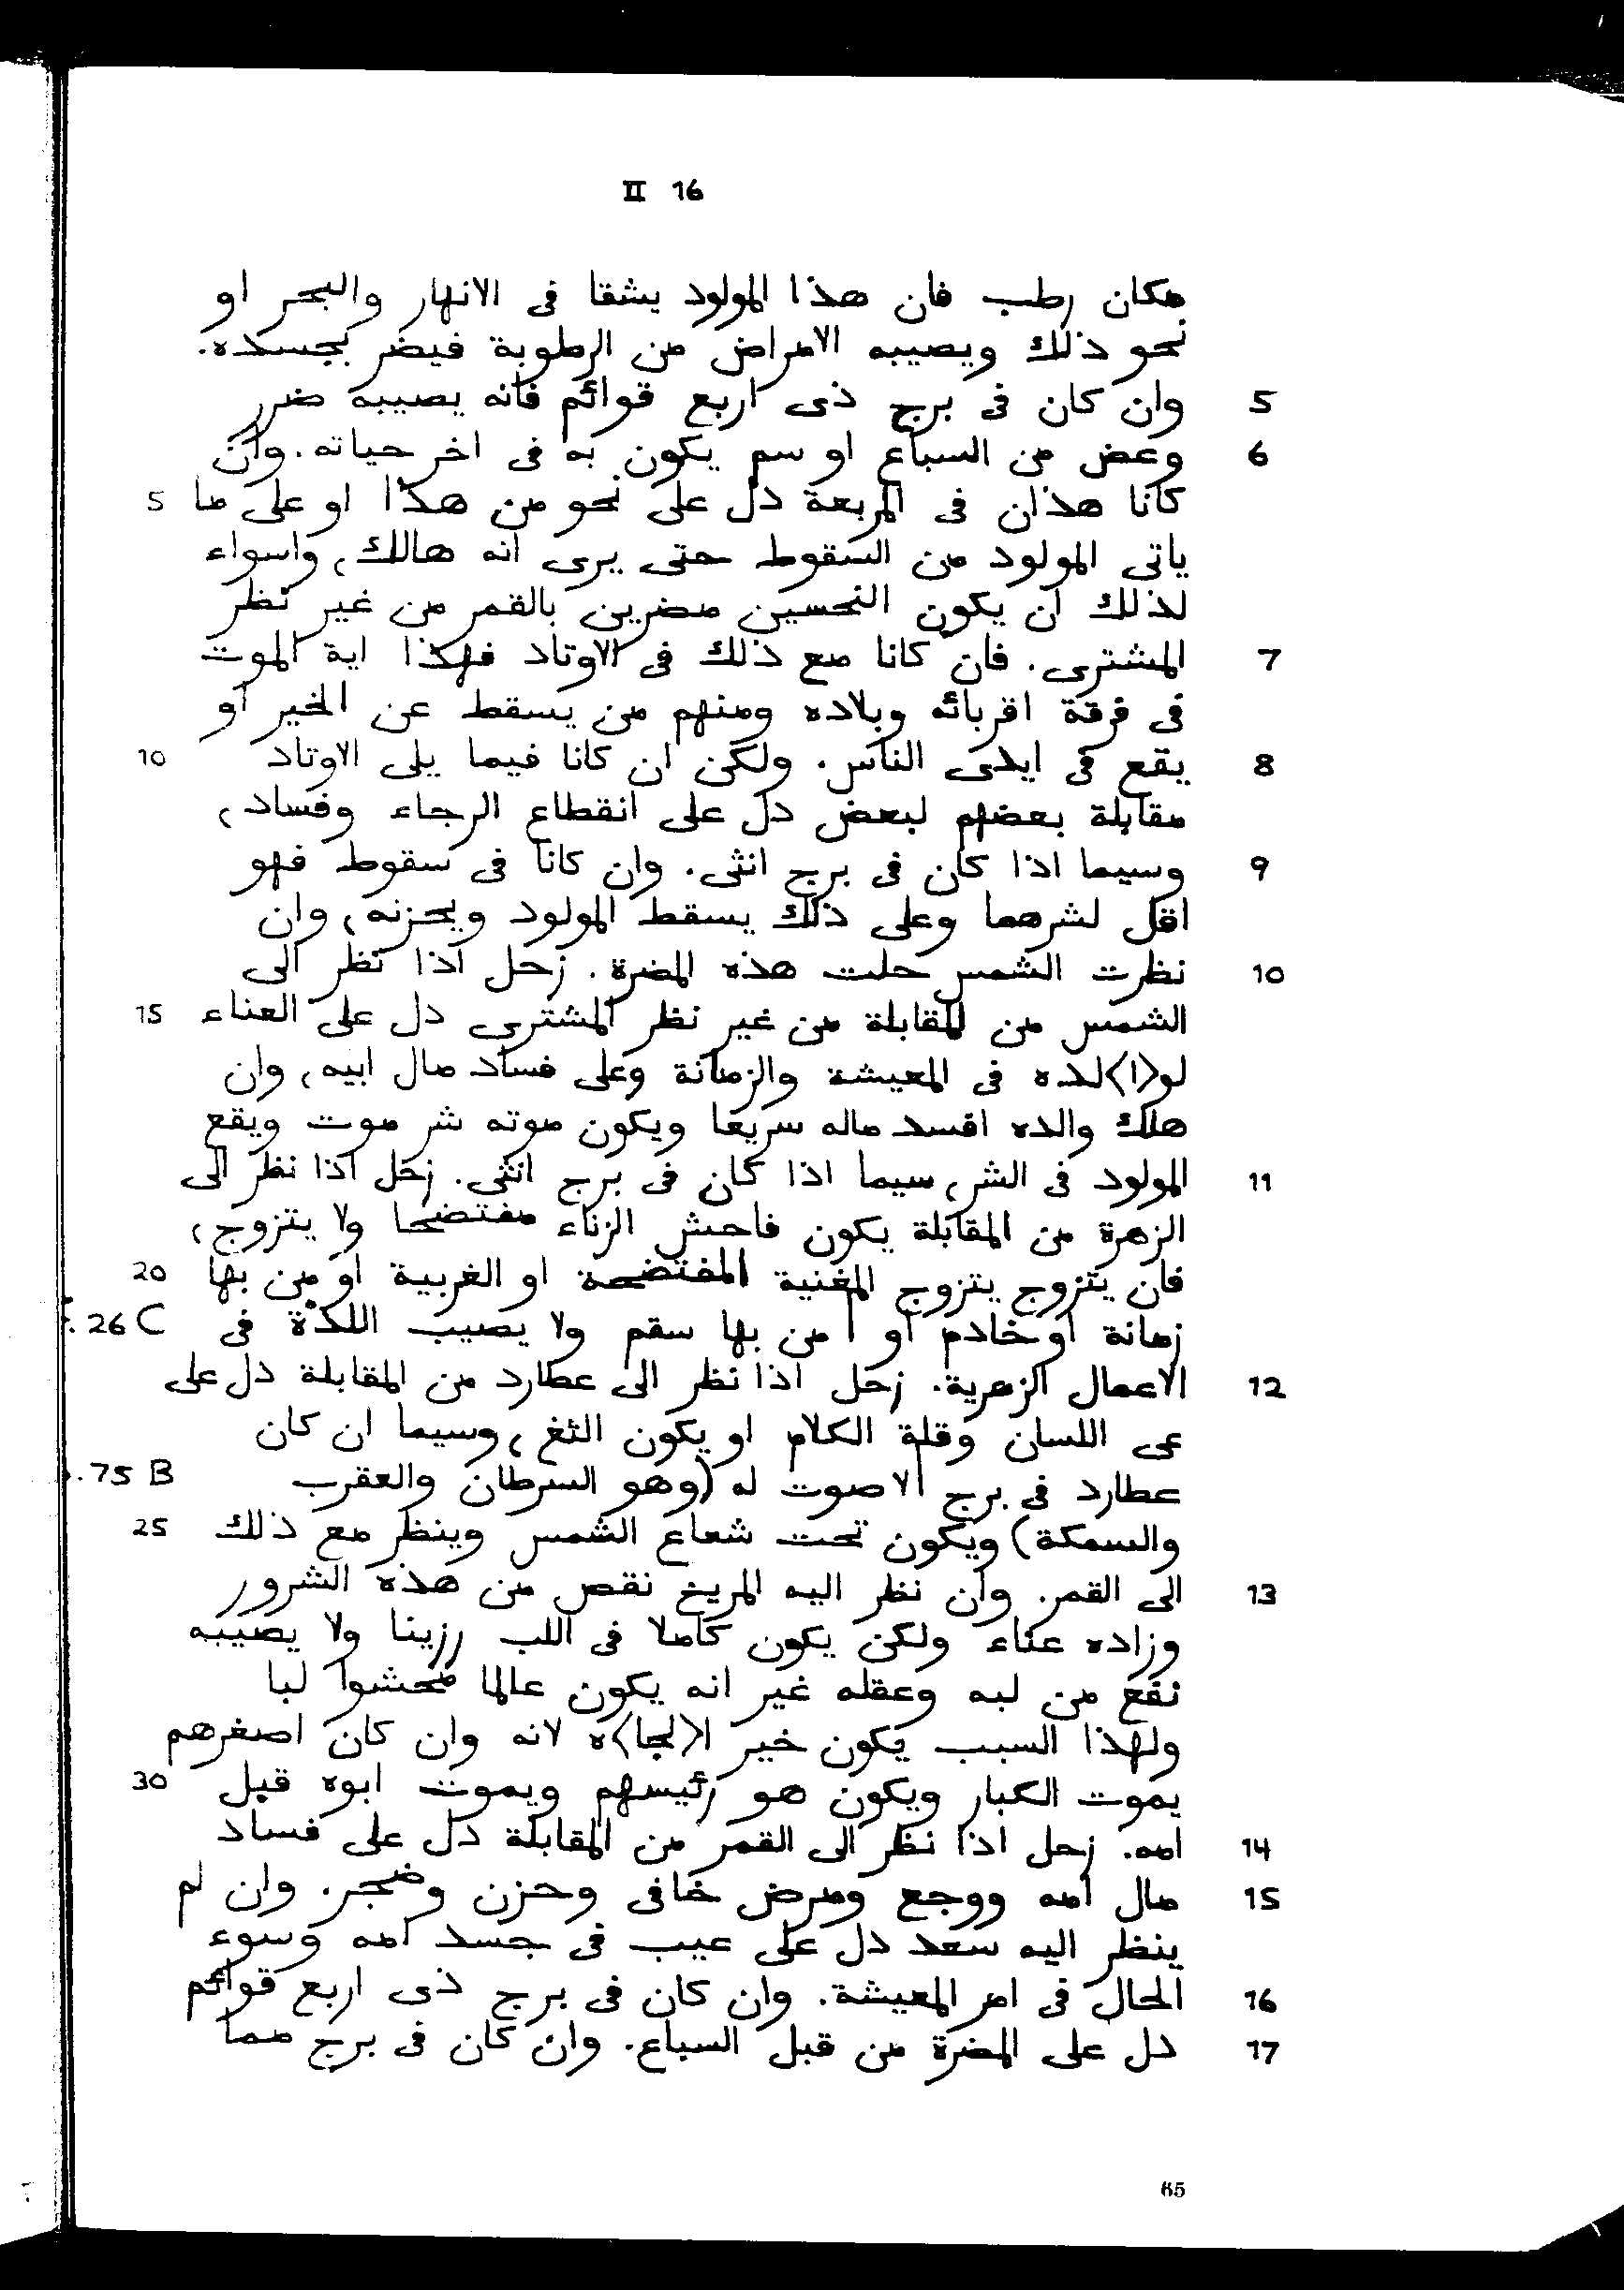 II 16
مكان رطب فان هذا المولود يشقا فى الانهار والبحر او
نحو ذلك ويصيبه الامراض من الرطوبة فيضر بجسده.
5 وان كان فى برج ذى اربع قوائم فانه يصيبه ضرر
6 وعض من السباع او سم يكون به فى اخر حياته. وان
كانا هذان فى المربعة دل على نحو من هذا او على ما 5
ياتى المولود من السقوط حتى يرى انه هالك، واسواء
لذلك ان يكون النحسين مضرين بالقمر من غير نظر
7 المشترى. فان كانا مع ذلك فى الاوتاد فهذا اية الموت
فى فرقة اقربائه وبلاده ومنهم من يسقط عن الخير او
8 يقع فى ايدى الناس. ولكن ان كانا فيما يلى الاوتاد 10
مقابلة بعضهم لبعض دل على انقطاع الرجاء وفساد،
9 وسيما اذا كان فى برج انثى. وان كانا فى سقوط فهو
اقل لشرهما وعلى ذلك يسقط المولود ويحزنه، وان
10 نظرت الشمس حلت هذه المضرة. زحل اذا نظر الى
الشمس من المقابلة من غير نظر المشترى دل على العناء 15
لو<ا>لده فى المعيشة والزمانة وعلى فساد مال ابيه، وان
هلك والده افسد ماله سريعا ويكون موته شر موت ويقع
11 المولود فى الشر، سيما اذا كان فى برج انثى. زحل اذا نظر الى
الزهرة من المقابلة يكون فاحش الزناء مفتضحا ولا يتزوج،
فان يتزوج يتزوج المغنية المفتضحة او الغربية او من بها 20
زمانة او خادم او | من بها سقم ولا يصيب اللذة فى 26 C
12 الاعمال الزهرية. زحل اذا نظر الى عطارد من المقابلة دل على
عى اللسان وقلة الكلام او يكون الثغ، وسيما ان كان
عطارد فى برج | لا صوت له (وهو السرطان والعقرب 75 B.
والسمكة) ويكون تحت شعاع الشمس وينظر مع ذلك 25
13 الى القمر. وان نظر اليه المريخ نقص من هذه الشرور
وزاده عناء ولكن يكون كاملا فى اللب رزينا ولا يصيبه
نفع من لبه وعقله غير انه يكون عالما محشوا لبا
ولهذا السبب يكون خير ا<لجا>ه لانه وان كان اصغرهم
يموت الكبار ويكون هو رئيسهم ويموت ابوه قبل 30
14 امه. زحل اذا نظر الى القمر من المقابلة دل على فساد
15 مال امه ووجع ومرض خافى وحزن وضجر. وان لم
ينظر اليه سعد دل على عيب فى جسد امه وسوء
16 الحال فى امر المعيشة. وان كان فى برج ذى اربع قوائم
17 دل على المضرة من قبل السباع. وان كان فى برج مما
65